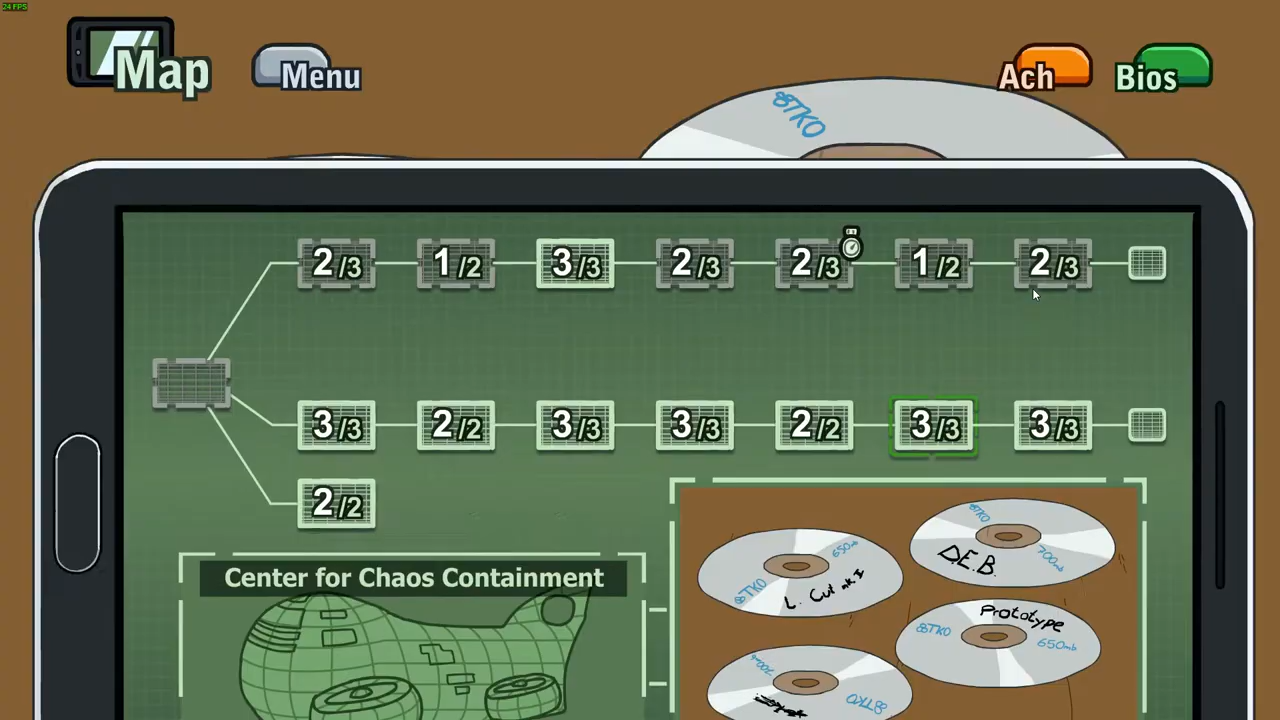 24 FPS
Map
Menu
Ach
Bios
8TKO
2/3
1/2
3/3
2/3
2/3
1/2
2/3
3/3
2/2
3/3
3/3
2/2
3/3
3/3
2/2
Center for Chaos Containment
650mb
8TKO
L. Cut mk I
8TKO
D.E.B.
700mb
Prototype
8TKO
650mb
700mb
8TKO